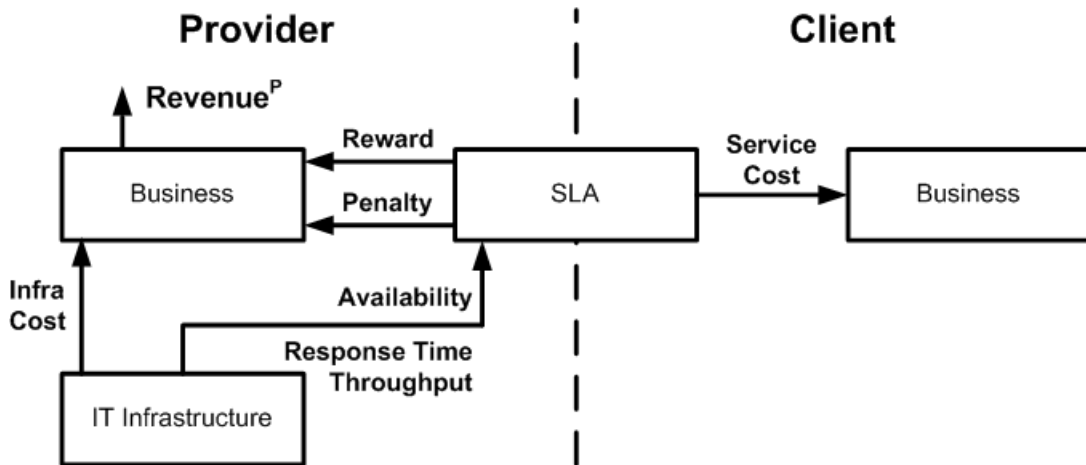 Provider
Client
Revenue^P
Reward
Service
Cost
Business
SLA
Business
Penalty
Infra
Cost
Availability
Response Time
Throughput
IT Infrastructure